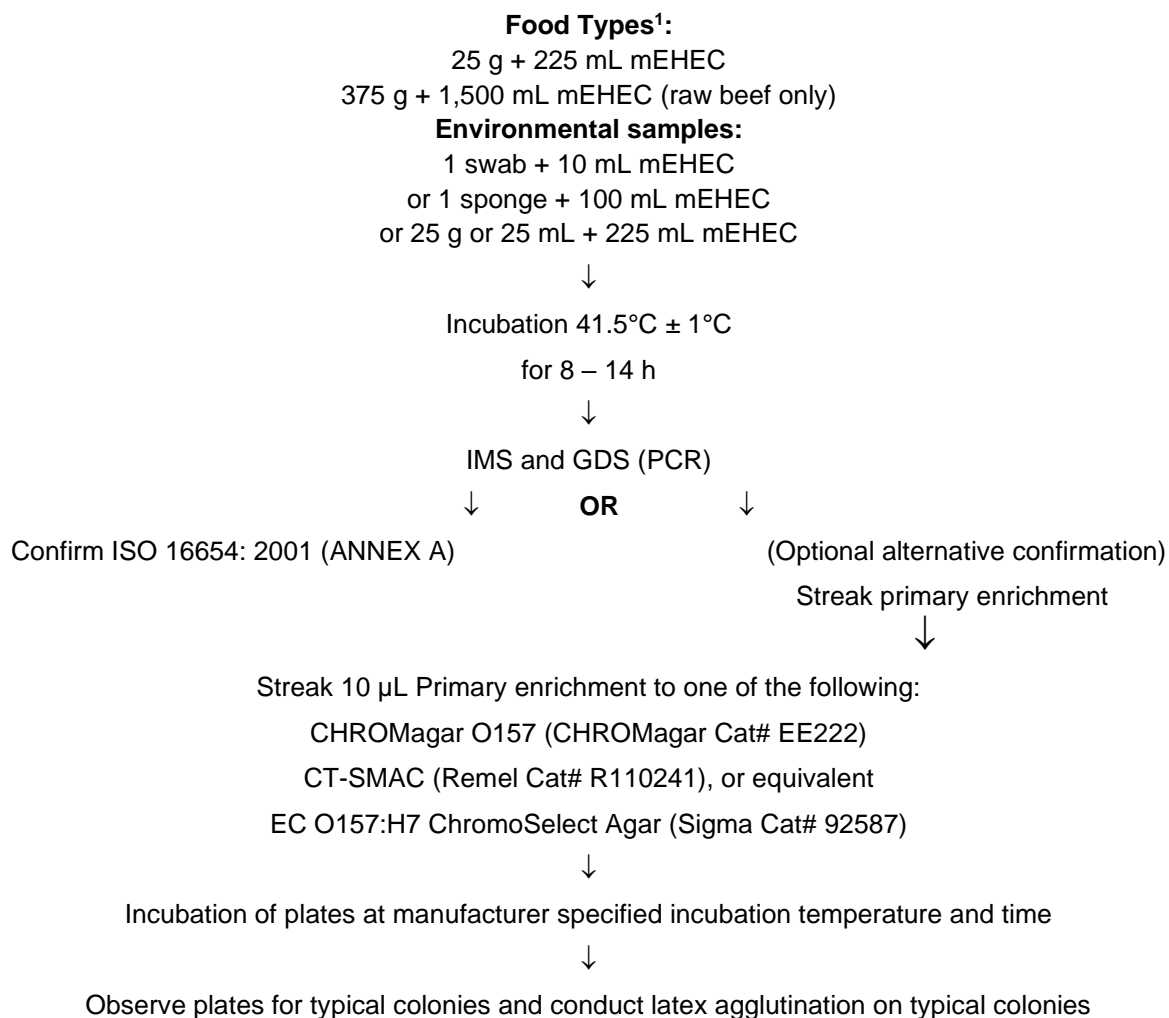 Food Types¹:
25 g + 225 mL mEHEC
375 g + 1,500 mL mEHEC (raw beef only)
Environmental samples:
1 swab + 10 mL mEHEC
or 1 sponge + 100 mL mEHEC
or 25 g or 25 mL + 225 mL mEHEC
↓
Incubation 41.5°C ± 1°C
for 8 – 14 h
↓
IMS and GDS (PCR)
↓ OR ↓
Confirm ISO 16654: 2001 (ANNEX A) (Optional alternative confirmation)
Streak primary enrichment
↓
Streak 10 µL Primary enrichment to one of the following:
CHROMagar O157 (CHROMagar Cat# EE222)
CT-SMAC (Remel Cat# R110241), or equivalent
EC O157:H7 ChromoSelect Agar (Sigma Cat# 92587)
↓
Incubation of plates at manufacturer specified incubation temperature and time
↓
Observe plates for typical colonies and conduct latex agglutination on typical colonies